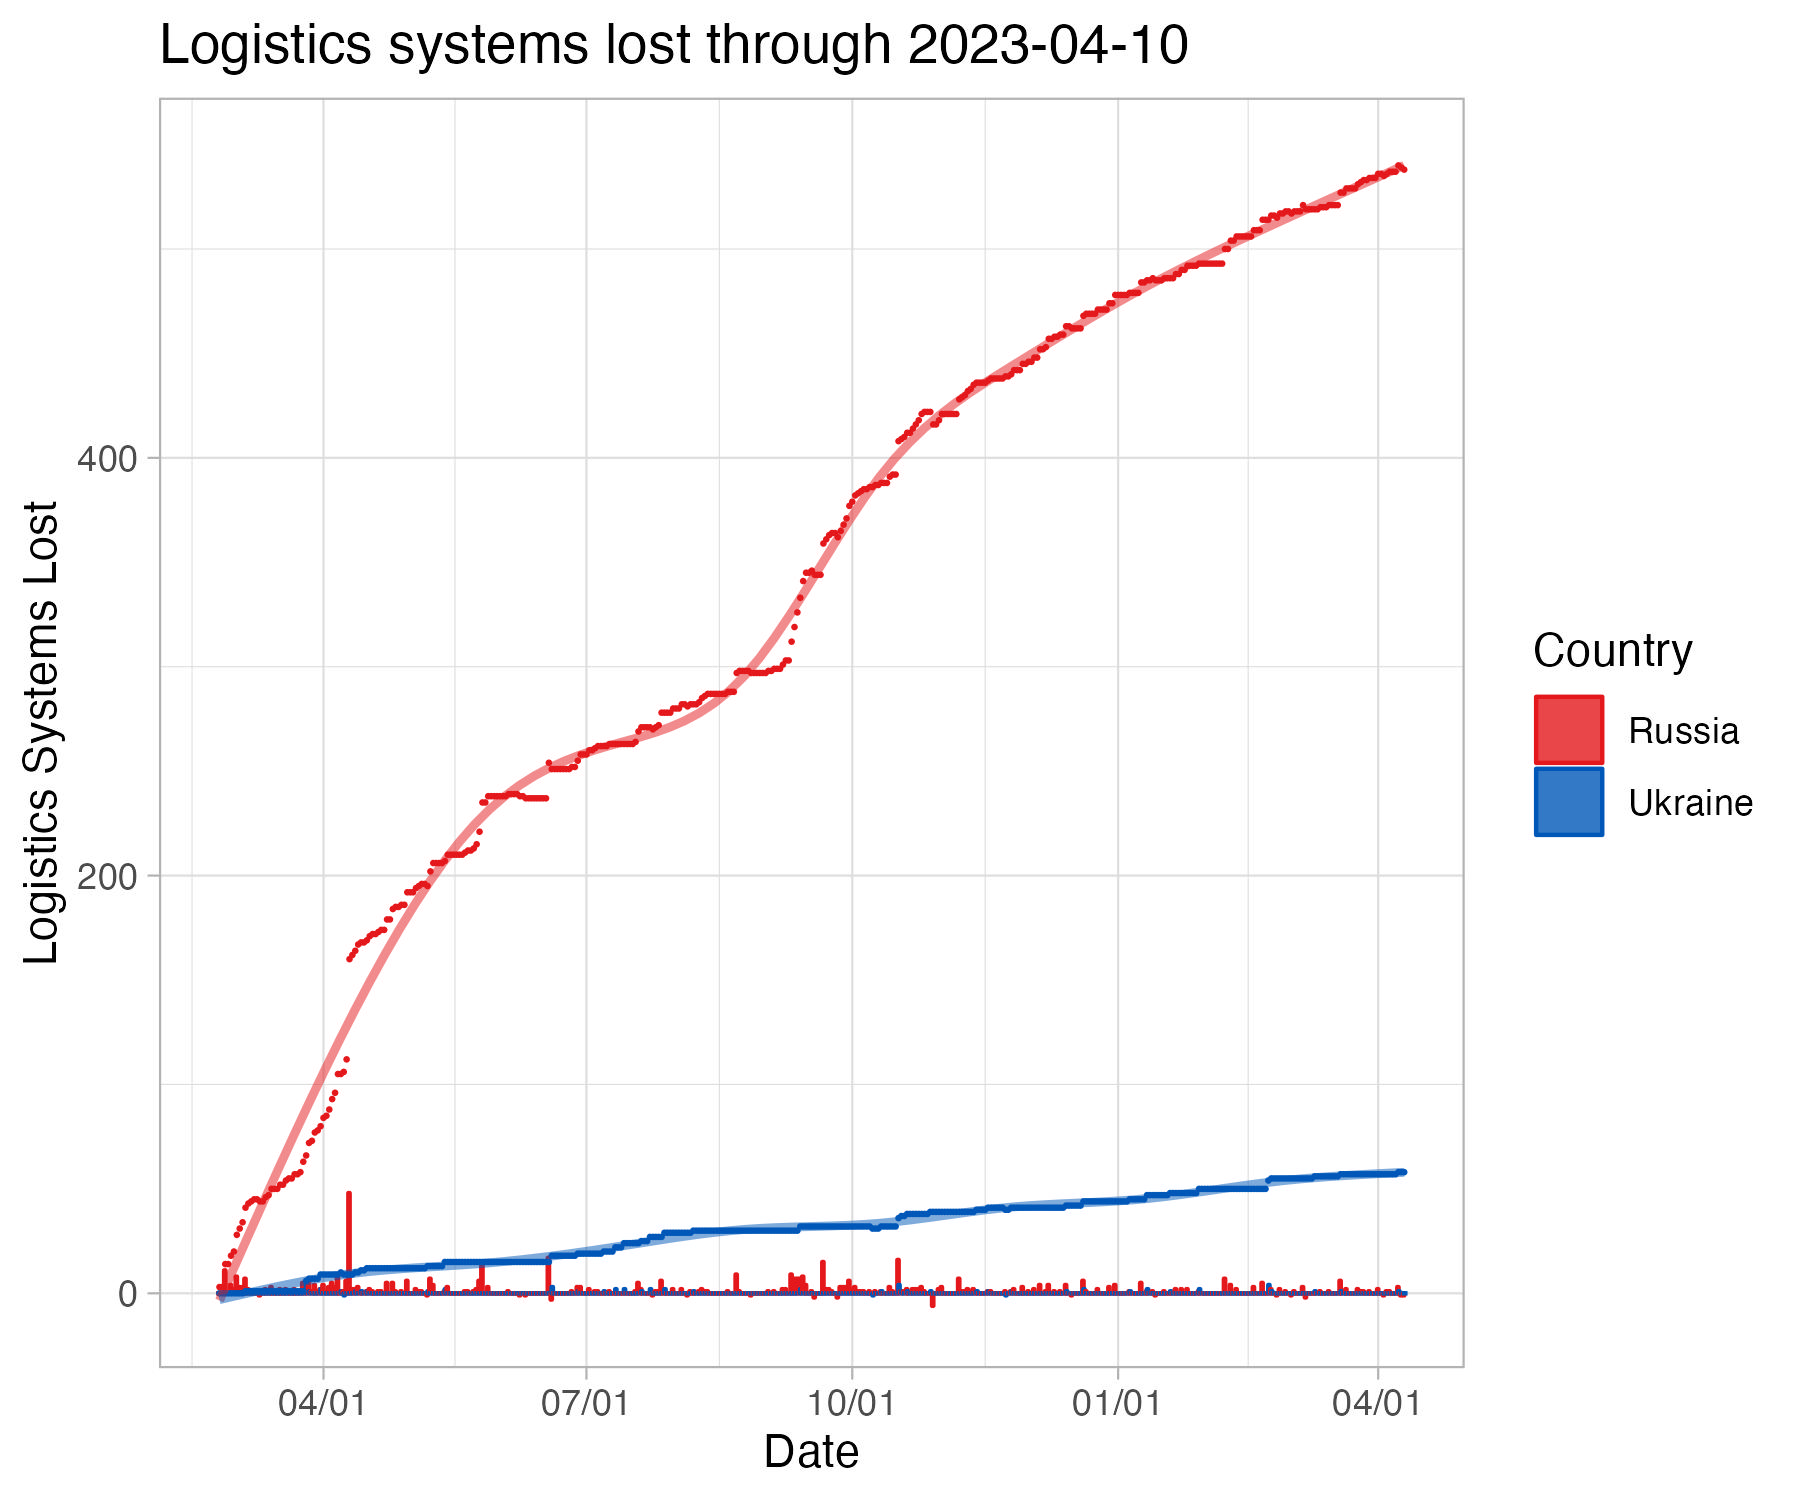 Logistics systems lost through 2023-04-10
Logistics Systems Lost
400
200
0
04/01
07/01
10/01
01/01
04/01
Date
Country
Russia
Ukraine